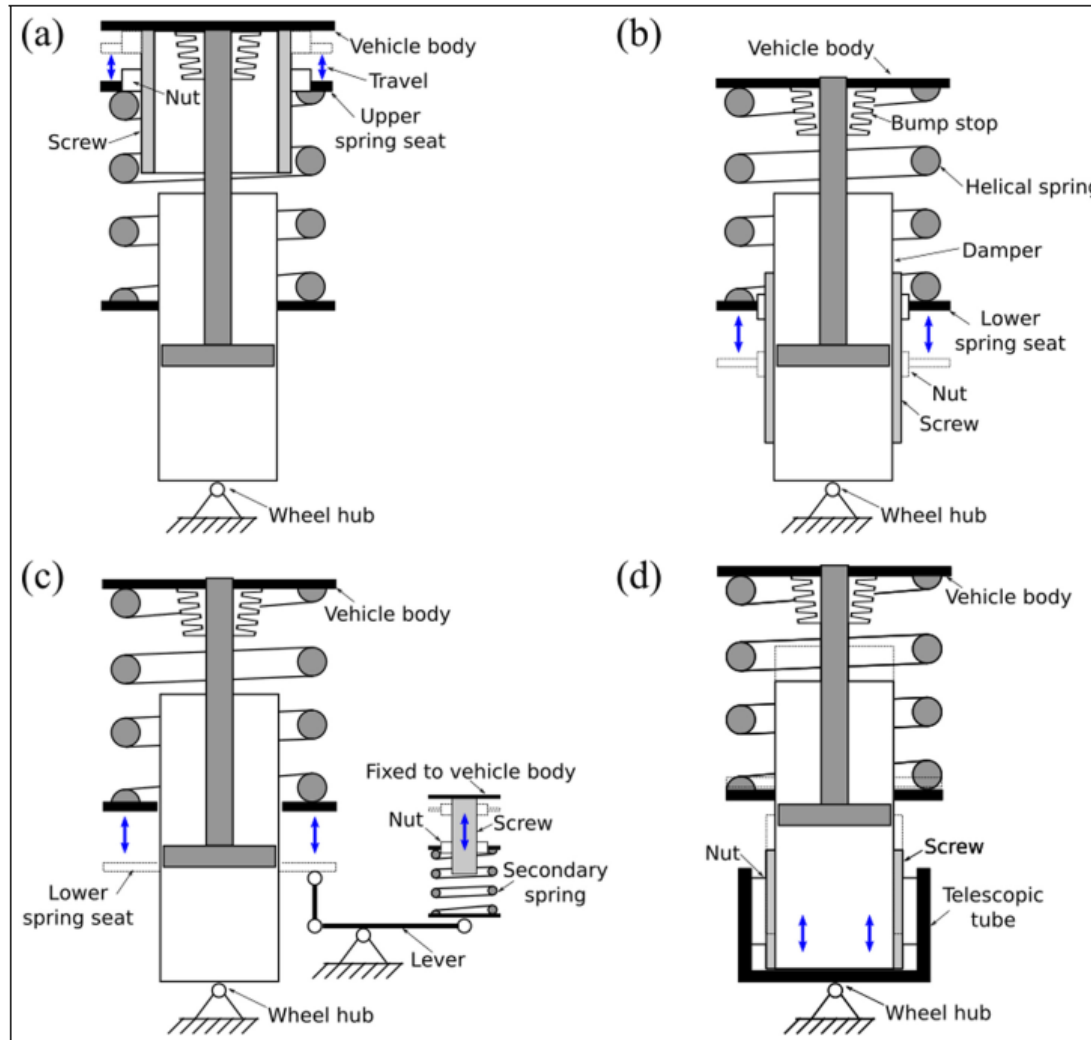 (a)
Vehicle body
Travel
Nut
Upper
spring seat
Screw
Wheel hub
(b)
Vehicle body
Bump stop
Helical spring
Damper
Lower
spring seat
Nut
Screw
Wheel hub
(c)
Vehicle body
Fixed to vehicle body
Nut
Screw
Secondary
spring
Lower
spring seat
Lever
Wheel hub
(d)
Vehicle body
Nut
Screw
Telescopic
tube
Wheel hub